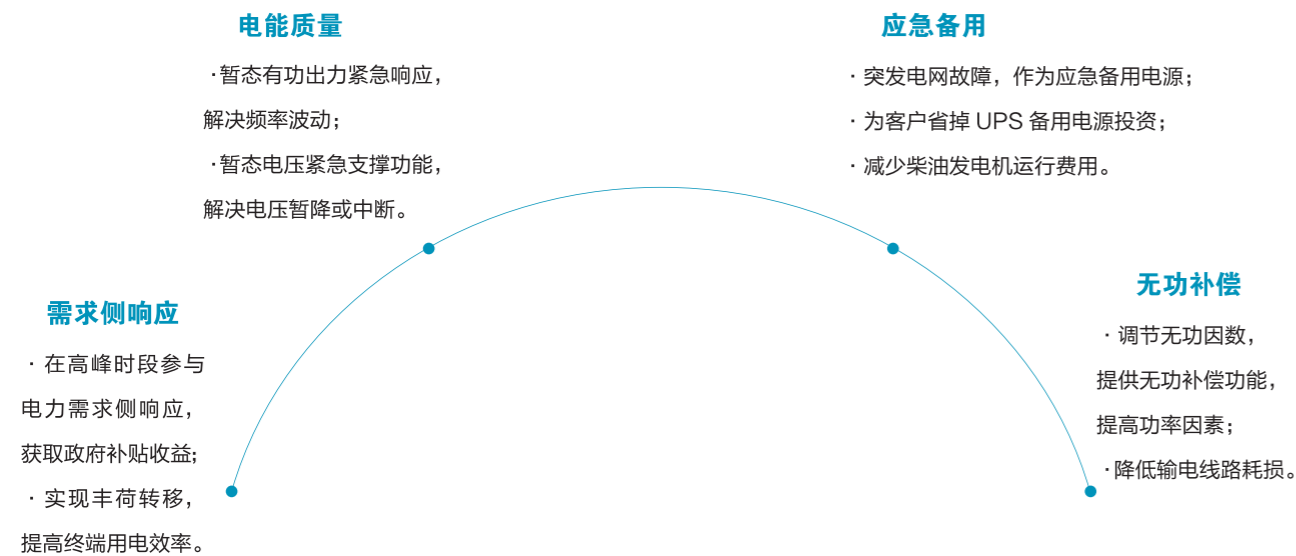 电能质量
·暂态有功出力紧急响应，
解决频率波动；
·暂态电压紧急支撑功能，
解决电压暂降或中断。
应急备用
·突发电网故障，作为应急备用电源；
·为客户省掉 UPS 备用电源投资；
·减少柴油发电机运行费用。
需求侧响应
·在高峰时段参与
电力需求侧响应，
获取政府补贴收益；
·实现丰荷转移，
提高终端用电效率。
无功补偿
·调节无功因数，
提供无功补偿功能，
提高功率因素；
·降低输电线路耗损。